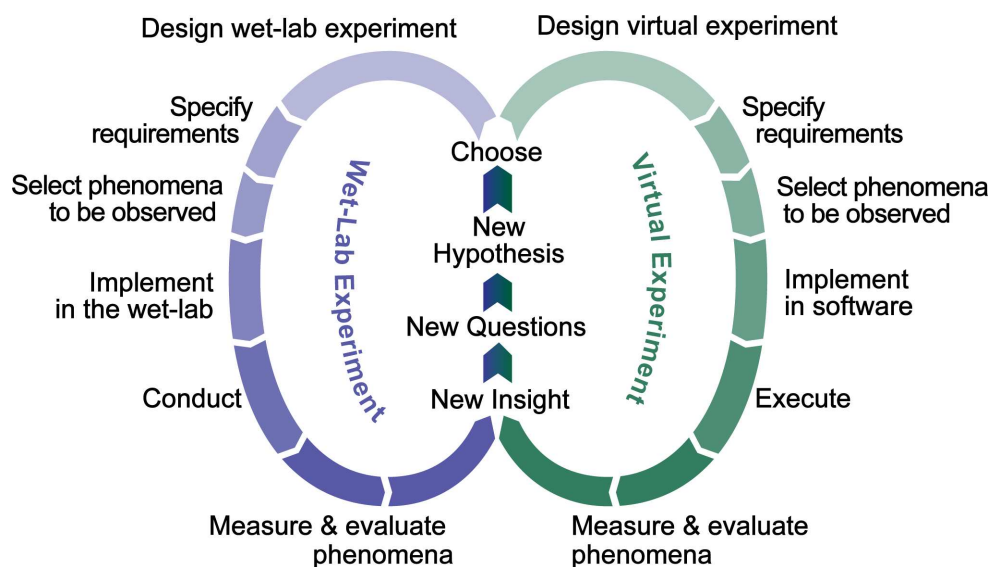 Design wet-lab experiment
Specify
requirements
Select phenomena
to be observed
Implement
in the wet-lab
Conduct
Measure & evaluate
phenomena
Wet-Lab Experiment
Choose
New
Hypothesis
New Questions
New Insight
Virtual Experiment
Design virtual experiment
Specify
requirements
Select phenomena
to be observed
Implement
in software
Execute
Measure & evaluate
phenomena